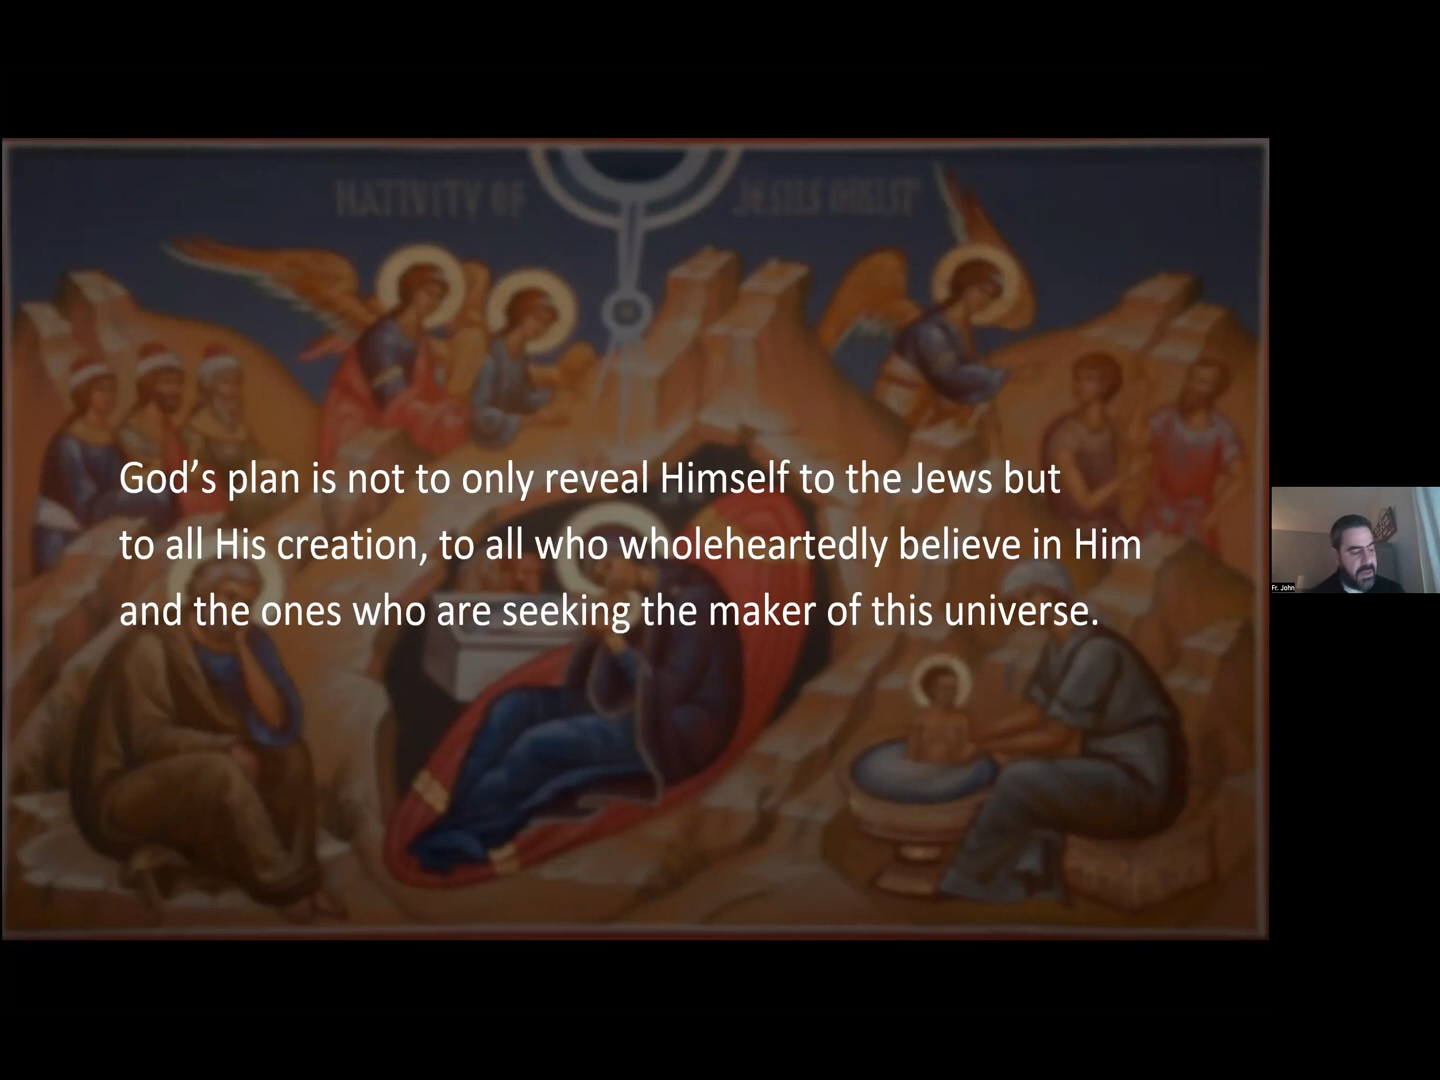 NATIVITY OF JESUS CHRIST
God’s plan is not to only reveal Himself to the Jews but
to all His creation, to all who wholeheartedly believe in Him
and the ones who are seeking the maker of this universe.
Fr. John